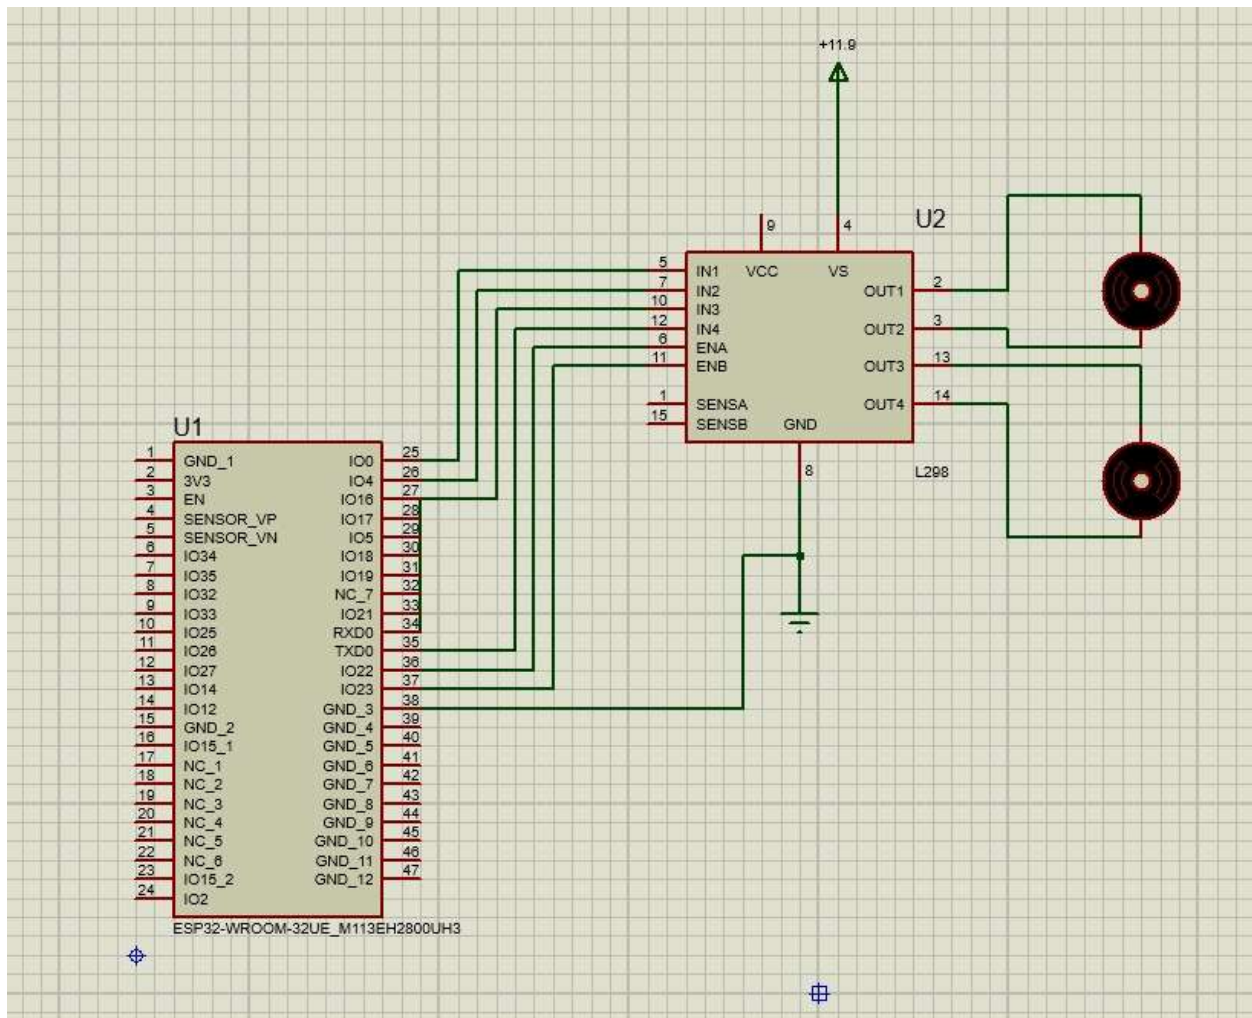 +11.9
U2
9
4
5
7
10
12
6
11
1
15
IN1
IN2
IN3
IN4
ENA
ENB
SENSA
SENSB
VCC
VS
GND
OUT1
OUT2
OUT3
OUT4
2
3
13
14
8
L298
U1
1 GND_1 IO0 25
2 3V3 IO4 26
3 EN IO16 27
4 SENSOR_VP IO17 28
5 SENSOR_VN IO5 29
6 IO34 IO18 30
7 IO35 IO19 31
8 IO32 NC_7 32
9 IO33 IO21 33
10 IO25 RXD0 34
11 IO26 TXD0 35
12 IO27 IO22 36
13 IO14 IO23 37
14 IO12 GND_3 38
15 GND_2 GND_4 39
16 IO15_1 GND_5 40
17 NC_1 GND_6 41
18 NC_2 GND_7 42
19 NC_3 GND_8 43
20 NC_4 GND_9 44
21 NC_5 GND_10 45
22 NC_6 GND_11 46
23 IO15_2 GND_12 47
24 IO2
ESP32-WROOM-32UE_M113EH2800UH3